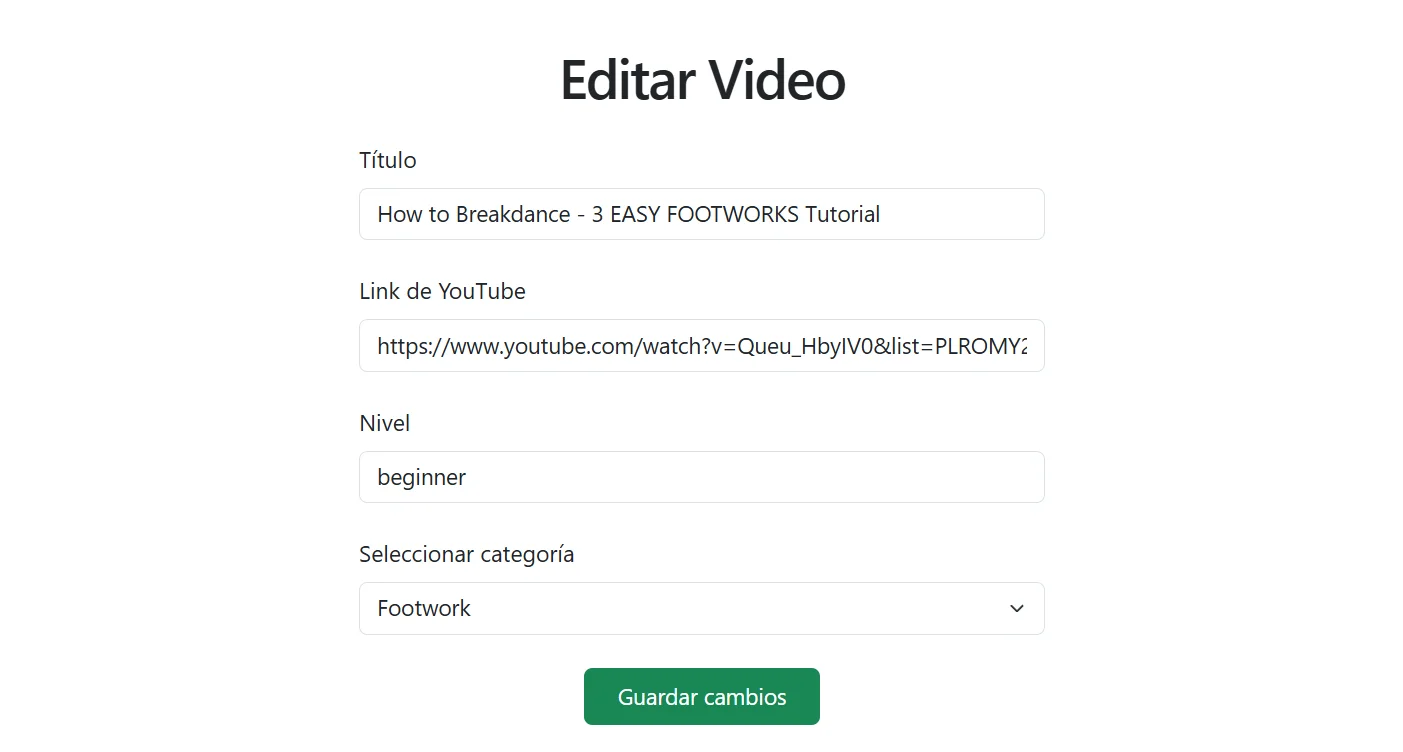 Editar Video
Título
How to Breakdance - 3 EASY FOOTWORKS Tutorial
Link de YouTube
https://www.youtube.com/watch?v=Queu_HbyIV0&list=PLROMY2
Nivel
beginner
Seleccionar categoría
Footwork
Guardar cambios